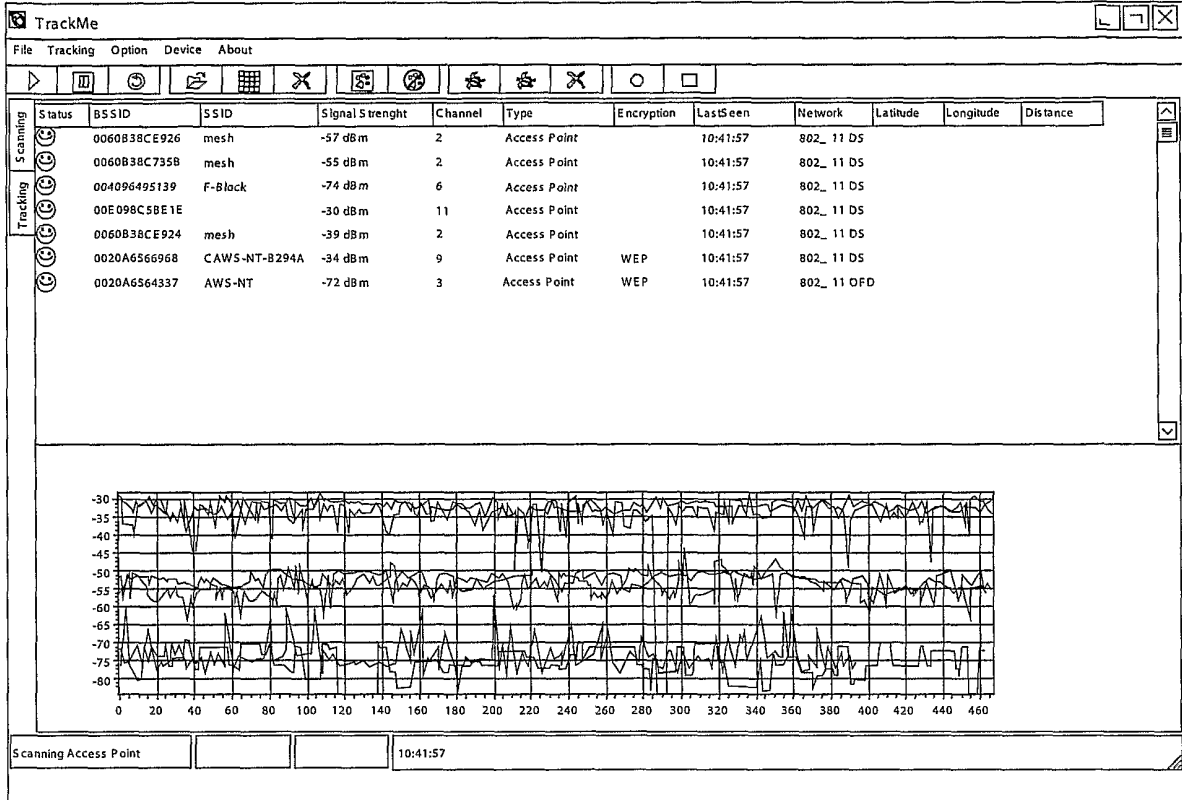 TrackMe
File Tracking Option Device About
Scanning
Tracking
Status BSSID SSID Signal Strenght Channel Type Encryption LastSeen Network Latitude Longitude Distance
0060B38CE926 mesh -57 dBm 2 Access Point 10:41:57 802_ 11 DS
0060B38C735B mesh -55 dBm 2 Access Point 10:41:57 802_ 11 DS
004096495139 F-Black -74 dBm 6 Access Point 10:41:57 802_ 11 DS
00E098C5BE1E -30 dBm 11 Access Point 10:41:57 802_ 11 DS
0060B38CE924 mesh -39 dBm 2 Access Point 10:41:57 802_ 11 DS
0020A6566968 CAWS-NT-B294A -34 dBm 9 Access Point WEP 10:41:57 802_ 11 DS
0020A6564337 AWS-NT -72 dBm 3 Access Point WEP 10:41:57 802_ 11 OFD
-30
-35
-40
-45
-50
-55
-60
-65
-70
-75
-80
0 20 40 60 80 100 120 140 160 180 200 220 240 260 280 300 320 340 360 380 400 420 440 460
Scanning Access Point 10:41:57